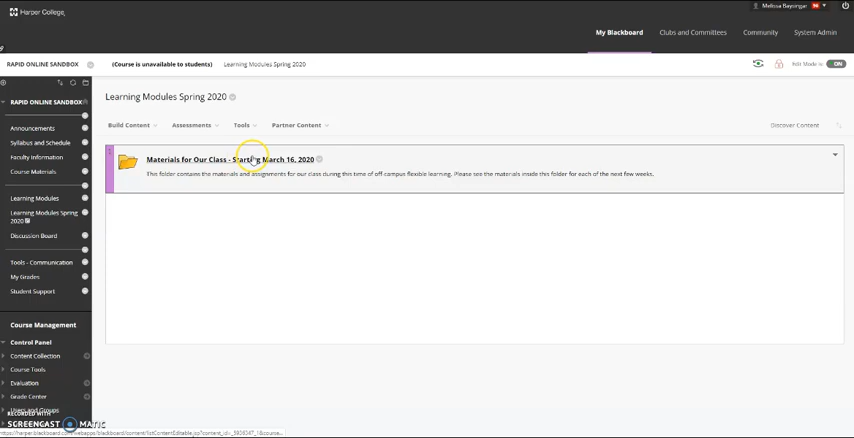 Harper College
Melissa Baysingar 96
My Blackboard Clubs and Committees Community System Admin
RAPID ONLINE SANDBOX (Course is unavailable to students) Learning Modules Spring 2020 Edit Mode is: ON
RAPID ONLINE SANDBOX
Announcements
Syllabus and Schedule
Faculty Information
Course Materials
Learning Modules
Learning Modules Spring
2020
Discussion Board
Tools - Communication
My Grades
Student Support
Course Management
Control Panel
Content Collection
Course Tools
Evaluation
Grade Center
Users and Groups
RECORDED WITH
SCREENCAST MATIC
Learning Modules Spring 2020
Build Content Assessments Tools Partner Content Discover Content
Materials for Our Class - Starting March 16, 2020
This folder contains the materials and assignments for our class during this time of off-campus flexible learning. Please see the materials inside this folder for each of the next few weeks.